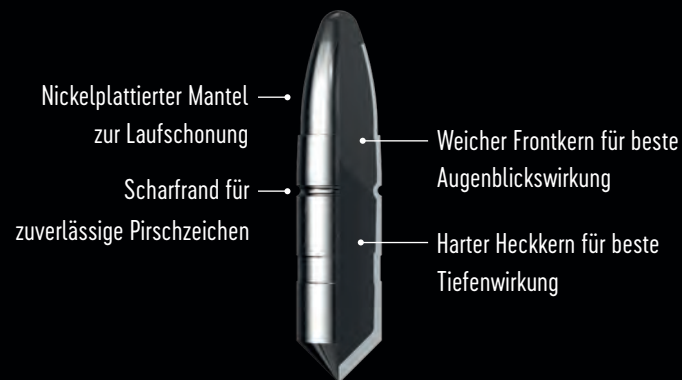 Nickelplattierter Mantel
zur Laufschonung
Scharfrand für
zuverlässige Pirschzeichen
Weicher Frontkern für beste
Augenblickswirkung
Harter Heckkern für beste
Tiefenwirkung